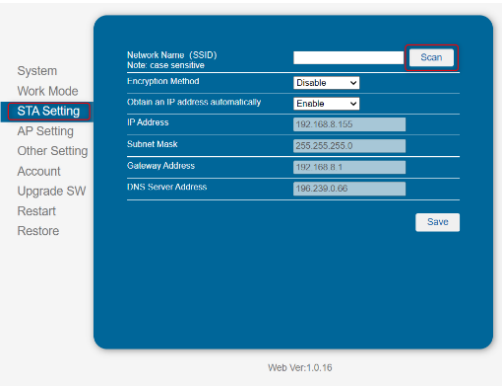 System
Work Mode
STA Setting
AP Setting
Other Setting
Account
Upgrade SW
Restart
Restore
Network Name (SSID)
Note: case sensitive
Scan
Encryption Method
Disable
Obtain an IP address automatically
Enable
IP Address
192.168.8.155
Subnet Mask
255.255.255.0
Gateway Address
192.168.8.1
DNS Server Address
196.239.0.66
Save
Web Ver:1.0.16